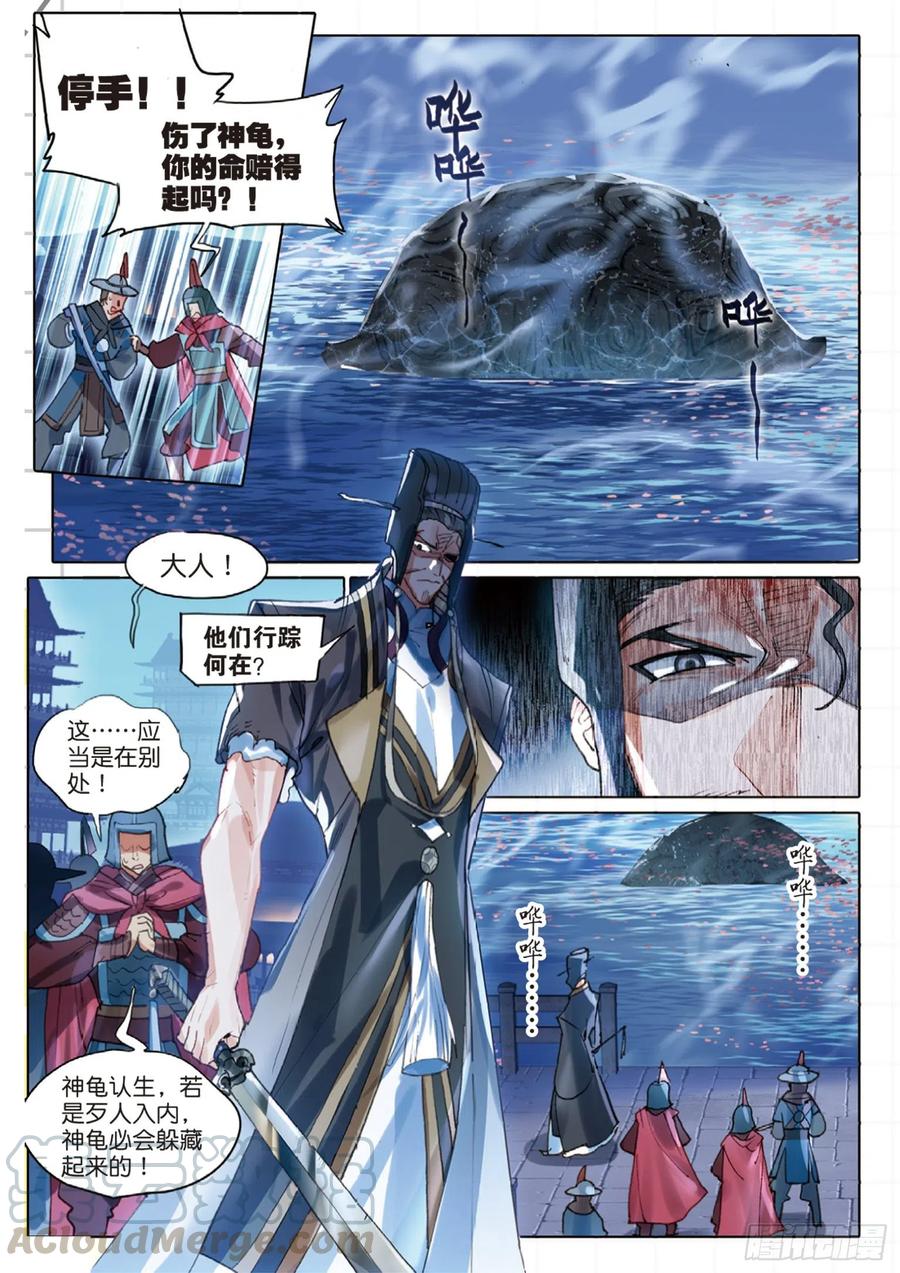 停手！！
伤了神龟，
你的命赔得
起吗？！
哗
哗
哗
大人！
他们行踪
何在？
这……应
当是在别
处！
哗
哗……
哗
哗……
神龟认生，若
是歹人入内，
神龟必会躲藏
起来的！
ACloudMerge.com
腾讯动漫